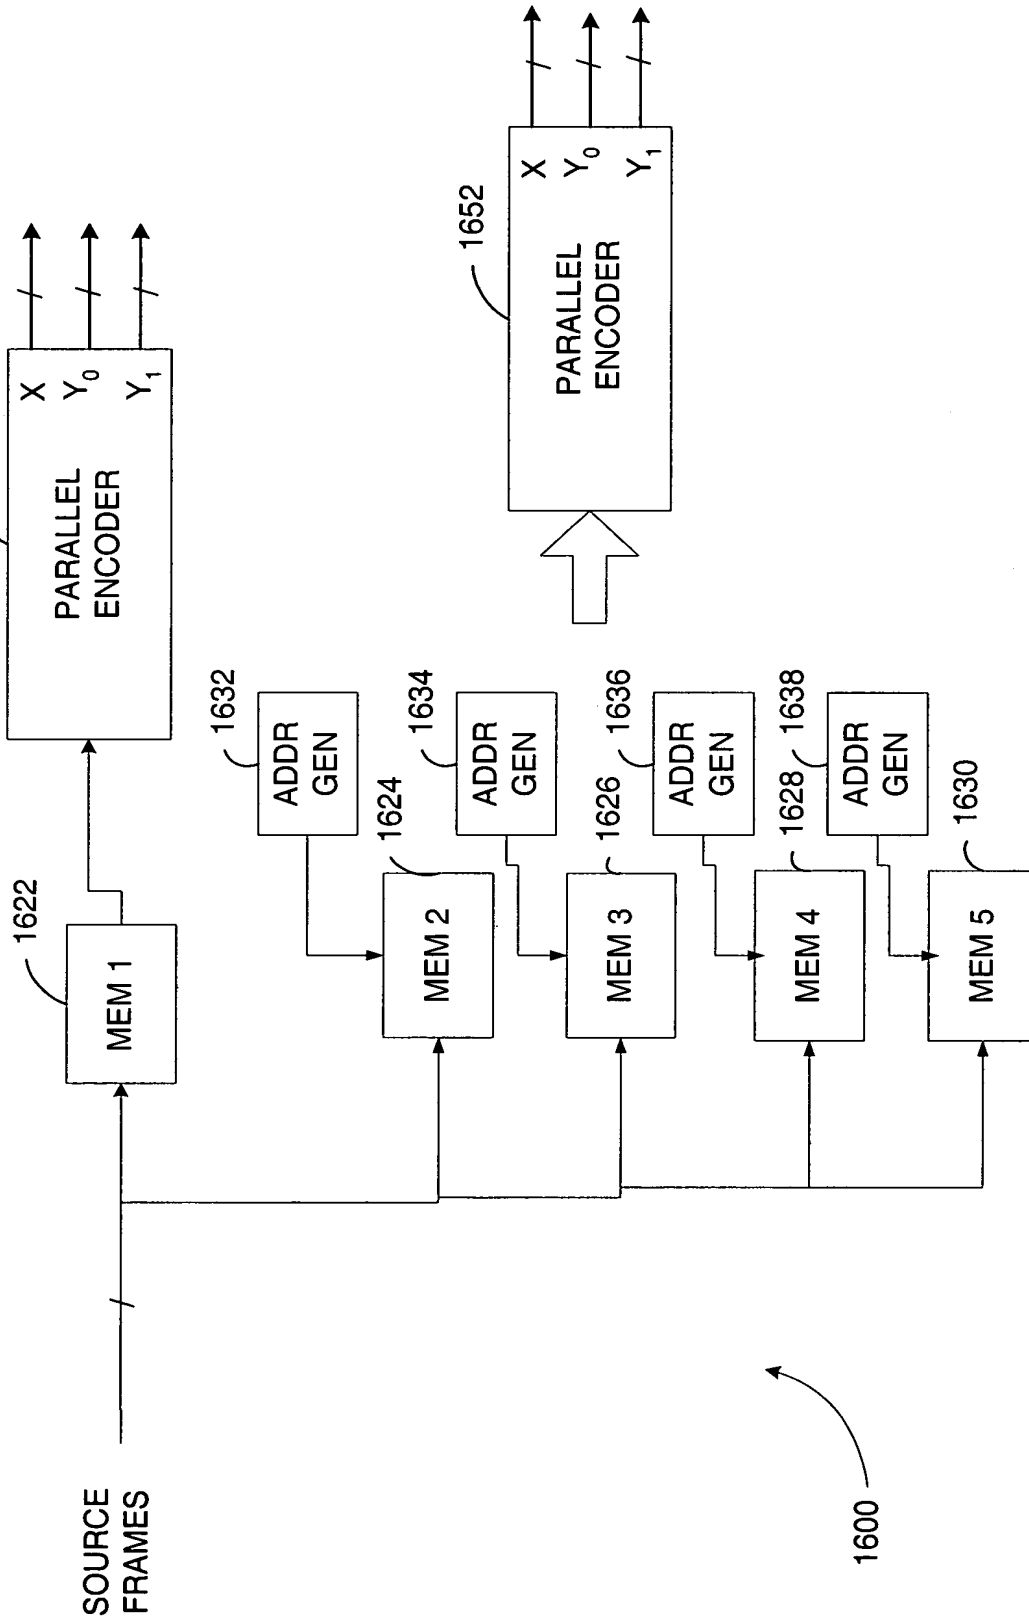 SOURCE
FRAMES
1622
MEM 1
PARALLEL
ENCODER
X
Y0
Y1
1632
ADDR
GEN
1624
MEM 2
1634
ADDR
GEN
1626
MEM 3
1636
ADDR
GEN
1628
MEM 4
1638
ADDR
GEN
1630
MEM 5
1652
PARALLEL
ENCODER
X
Y0
Y1
1600